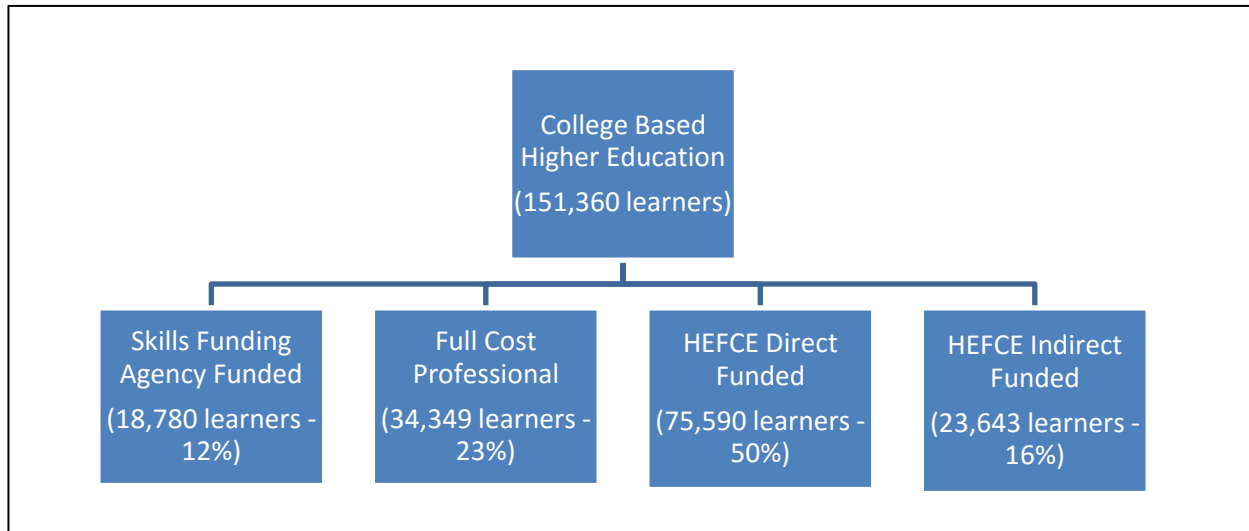 College Based
Higher Education
(151,360 learners)
Skills Funding
Agency Funded
(18,780 learners -
12%)
Full Cost
Professional
(34,349 learners -
23%)
HEFCE Direct
Funded
(75,590 learners -
50%)
HEFCE Indirect
Funded
(23,643 learners -
16%)